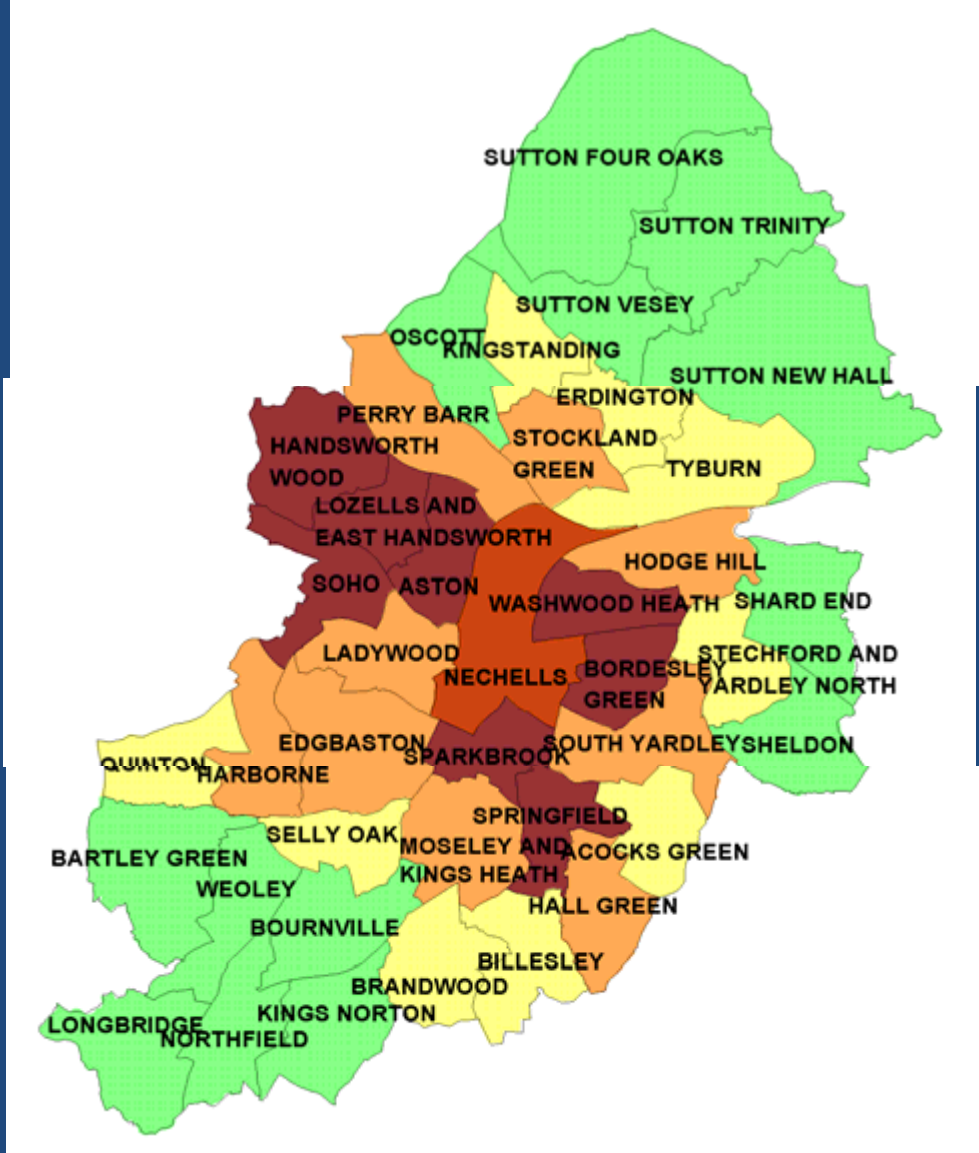 SUTTON FOUR OAKS
SUTTON TRINITY
SUTTON VESEY
OSCOTT
KINGSTANDING
SUTTON NEW HALL
ERDINGTON
PERRY BARR
STOCKLAND
GREEN
HANDSWORTH
WOOD
TYBURN
LOZELLS AND
EAST HANDSWORTH
HODGE HILL
SOHO
ASTON
WASHWOOD HEATH
SHARD END
LADYWOOD
STECHFORD AND
YARDLEY NORTH
NECHELLS
BORDESLEY
GREEN
EDGBASTON
SPARKBROOK
SOUTH YARDLEY
SHELDON
QUINTON
HARBORNE
SPRINGFIELD
SELLY OAK
MOSELEY AND
KINGS HEATH
ACOCKS GREEN
BARTLEY GREEN
WEOLEY
HALL GREEN
BOURNVILLE
BILLESLEY
BRANDWOOD
KINGS NORTON
LONGBRIDGE
NORTHFIELD